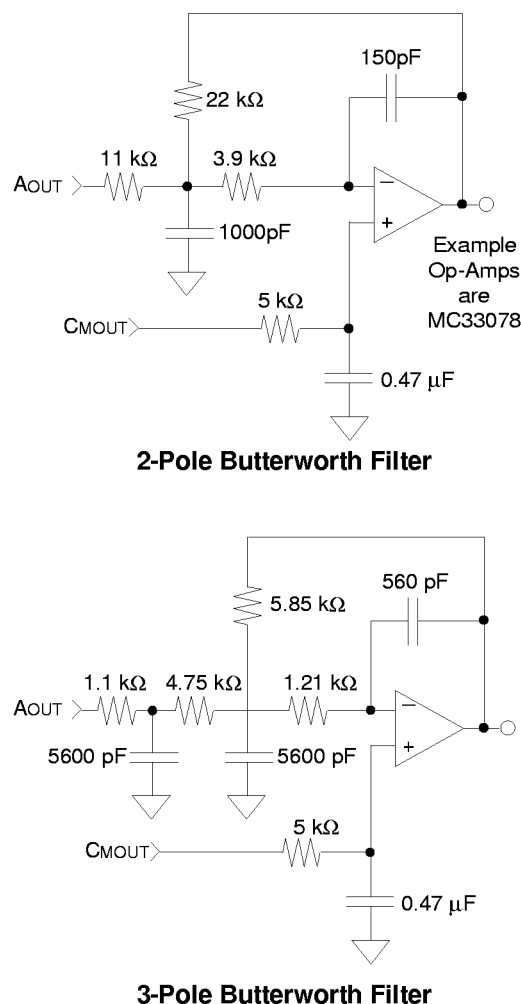 150pF
22 kΩ
11 kΩ
3.9 kΩ
AOUT
−
+
1000pF
Example
Op-Amps
are
MC33078
5 kΩ
CMOUT
0.47 µF
2-Pole Butterworth Filter
560 pF
5.85 kΩ
1.1 kΩ
4.75 kΩ
1.21 kΩ
AOUT
−
+
5600 pF
5600 pF
5 kΩ
CMOUT
0.47 µF
3-Pole Butterworth Filter